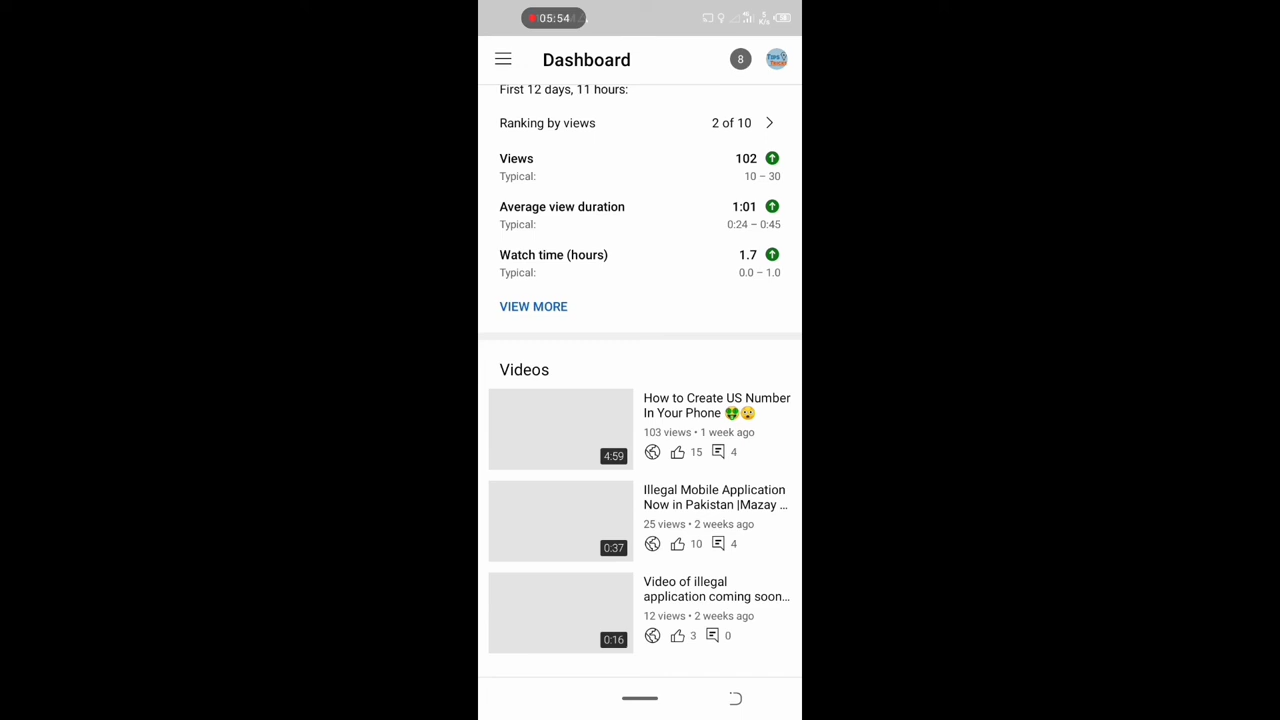 05:54
5
K/s
Dashboard
8
TIPS
TRICKS
First 12 days, 11 hours:
Ranking by views 2 of 10
Views 102
Typical: 10 – 30
Average view duration 1:01
Typical: 0:24 – 0:45
Watch time (hours) 1.7
Typical: 0.0 – 1.0
VIEW MORE
Videos
How to Create US Number
In Your Phone 🤑😮
103 views • 1 week ago
15 4
4:59
Illegal Mobile Application
Now in Pakistan |Mazay ...
25 views • 2 weeks ago
10 4
0:37
Video of illegal
application coming soon...
12 views • 2 weeks ago
3 0
0:16